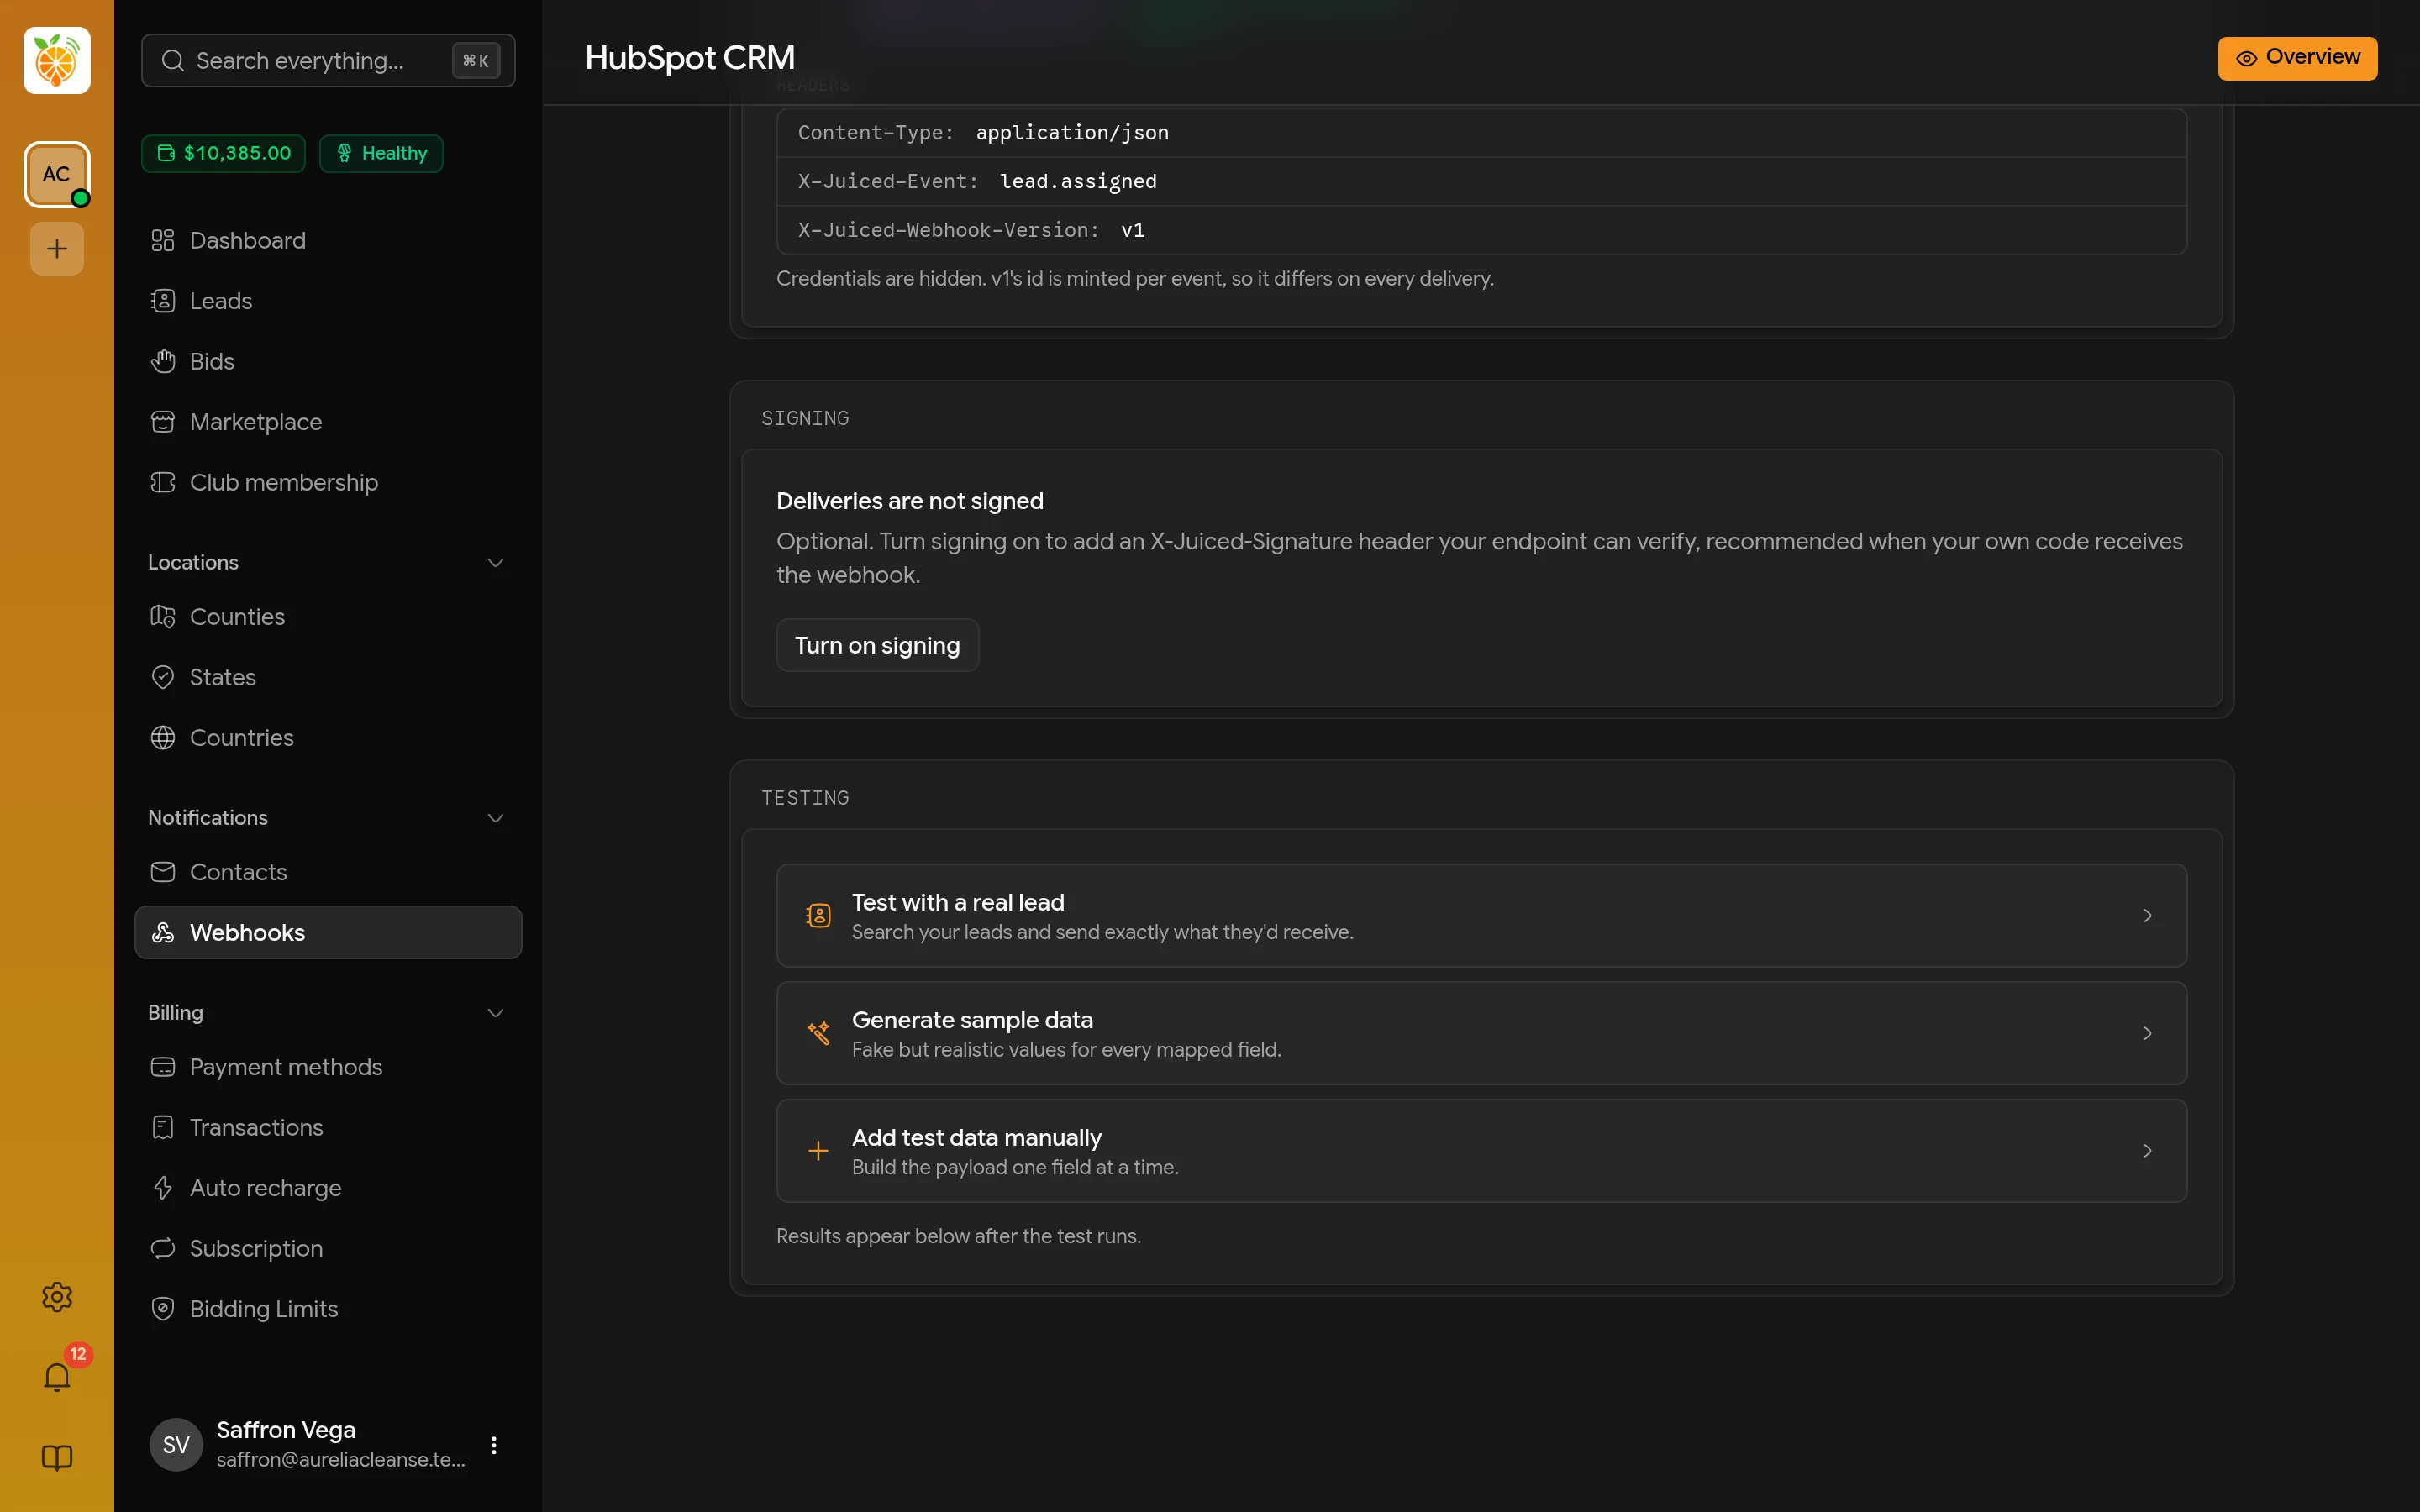 AC
12
Search everything...
⌘ K
$10,385.00
Healthy
Dashboard
Leads
Bids
Marketplace
Club membership
Locations
Counties
States
Countries
Notifications
Contacts
Webhooks
Billing
Payment methods
Transactions
Auto recharge
Subscription
Bidding Limits
SV
Saffron Vega
saffron@aureliacleanse.te...
HubSpot CRM
Overview
HEADERS
Content-Type: application/json
X-Juiced-Event: lead.assigned
X-Juiced-Webhook-Version: v1
Credentials are hidden. v1's id is minted per event, so it differs on every delivery.
SIGNING
Deliveries are not signed
Optional. Turn signing on to add an X-Juiced-Signature header your endpoint can verify, recommended when your own code receives
the webhook.
Turn on signing
TESTING
Test with a real lead
Search your leads and send exactly what they'd receive.
Generate sample data
Fake but realistic values for every mapped field.
Add test data manually
Build the payload one field at a time.
Results appear below after the test runs.